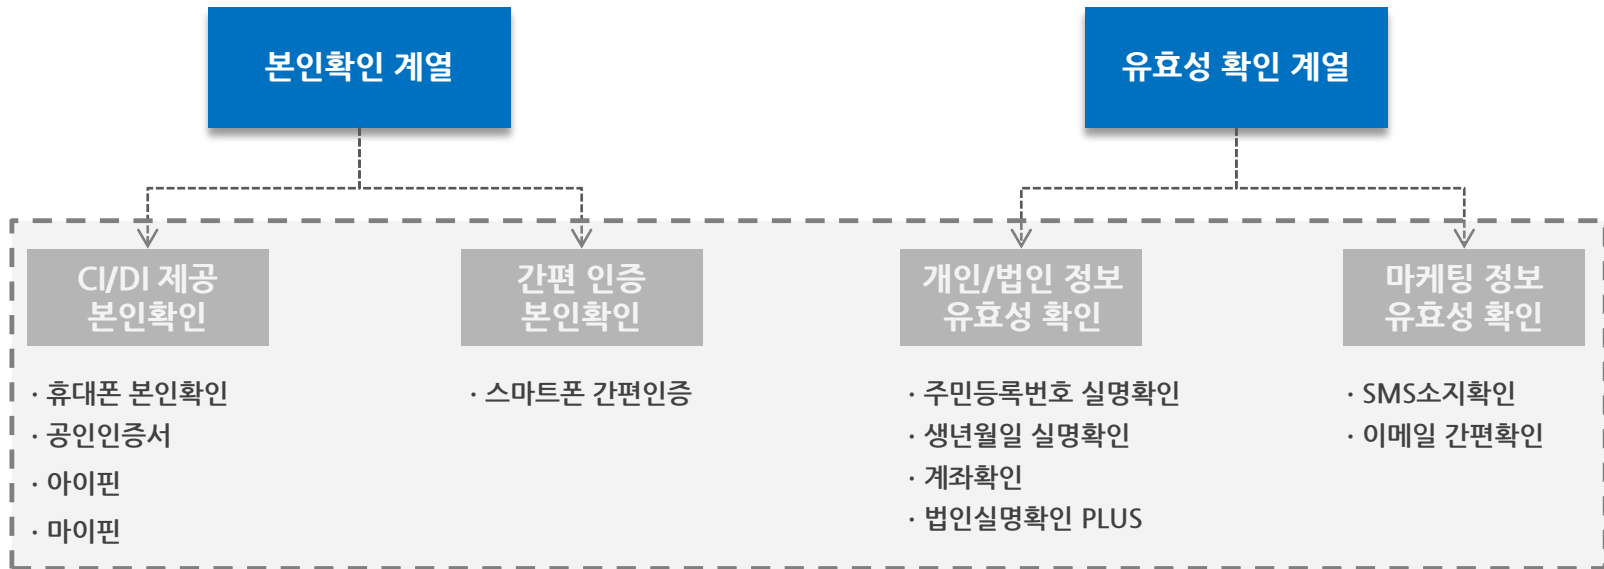 본인확인 계열
유효성 확인 계열
CI/DI 제공
본인확인
· 휴대폰 본인확인
· 공인인증서
· 아이핀
· 마이핀
간편 인증
본인확인
· 스마트폰 간편인증
개인/법인 정보
유효성 확인
· 주민등록번호 실명확인
· 생년월일 실명확인
· 계좌확인
· 법인실명확인 PLUS
마케팅 정보
유효성 확인
· SMS소지확인
· 이메일 간편확인